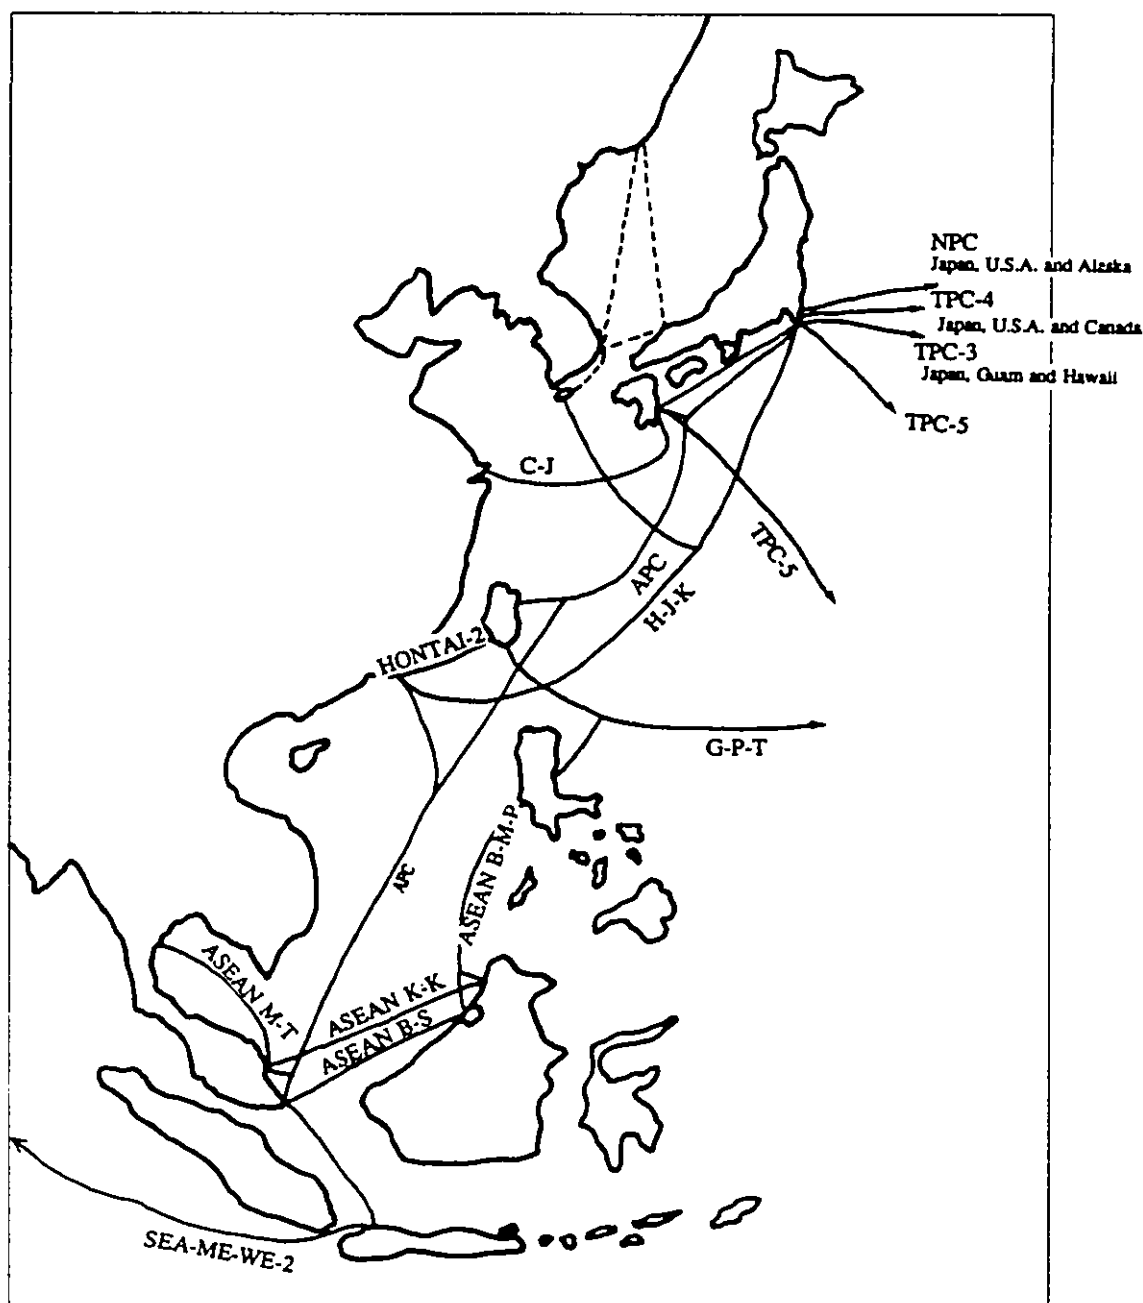 NPC
Japan, U.S.A. and Alaska
TPC-4
Japan, U.S.A. and Canada
TPC-3
Japan, Guam and Hawaii
TPC-5
C-J
TPC-5
APC
H-J-K
HONTAI-2
G-P-T
ASEAN B-M-P
APC
ASEAN M-T
ASEAN K-K
ASEAN B-S
SEA-ME-WE-2